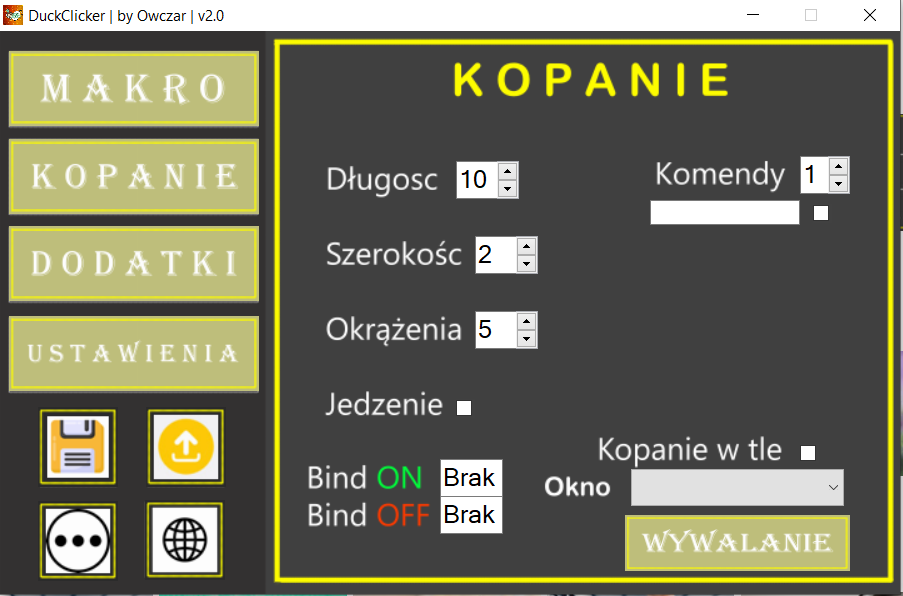 DuckClicker | by Owczar | v2.0
MAKRO
KOPANIE
DODATKI
USTAWIENIA
KOPANIE
Długosc 10
Komendy 1
Szerokośc 2
Okrążenia 5
Jedzenie
Kopanie w tle
Bind ON Brak
Okno
Bind OFF Brak
WYWALANIE